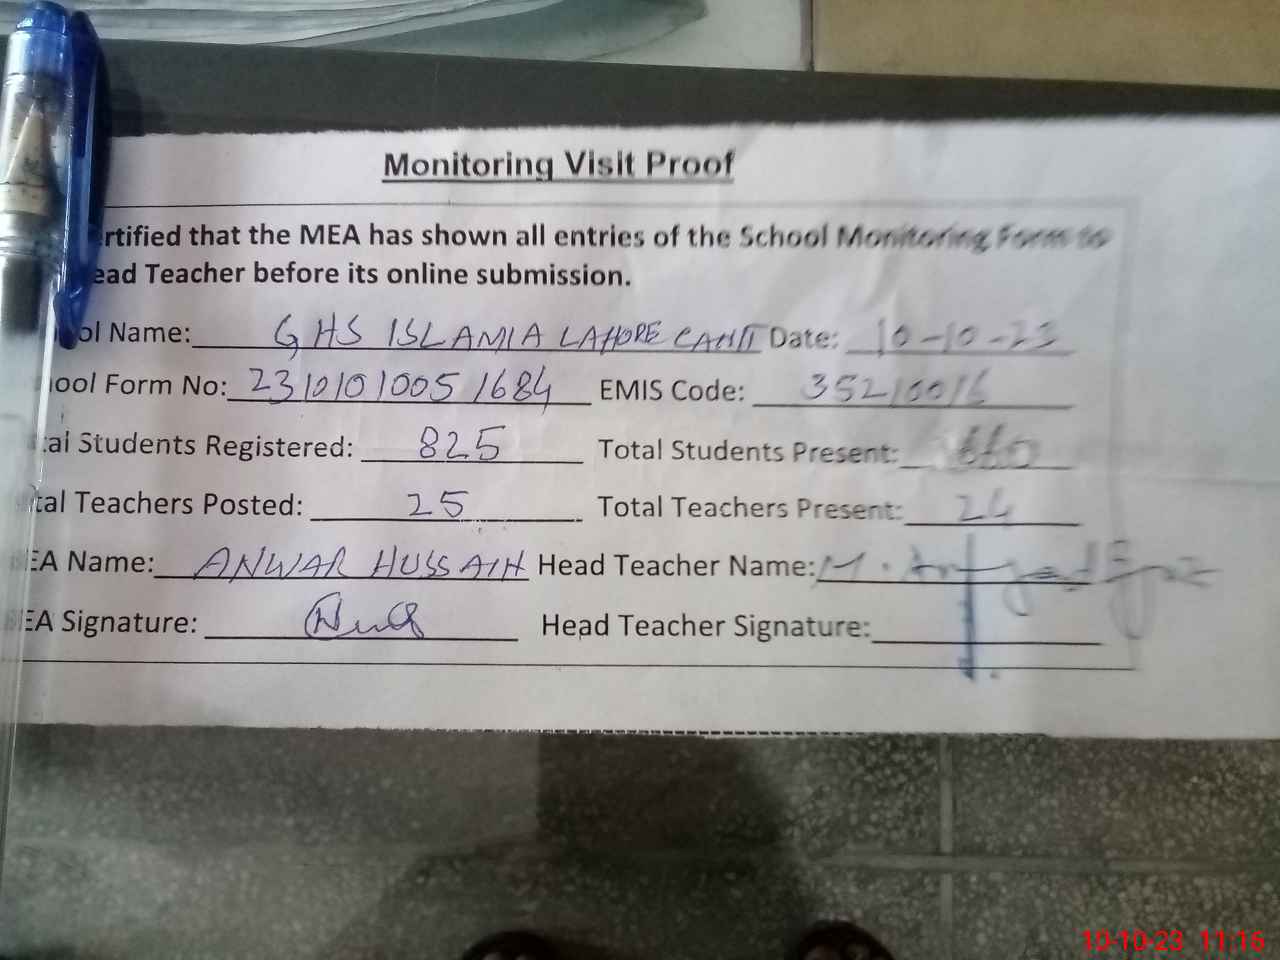 Monitoring Visit Proof
rtified that the MEA has shown all entries of the School Monitoring Form to
ead Teacher before its online submission.
ol Name: GHS ISLAMIA LAHORE CANTT Date: 10-10-23
ool Form No: 23101010051684 EMIS Code: 35210016
tal Students Registered: 825 Total Students Present: 660
tal Teachers Posted: 25 Total Teachers Present:
EA Name: ANWAR HUSSAIN Head Teacher Name: M.
EA Signature: Head Teacher Signature:
10-10-23 11:16